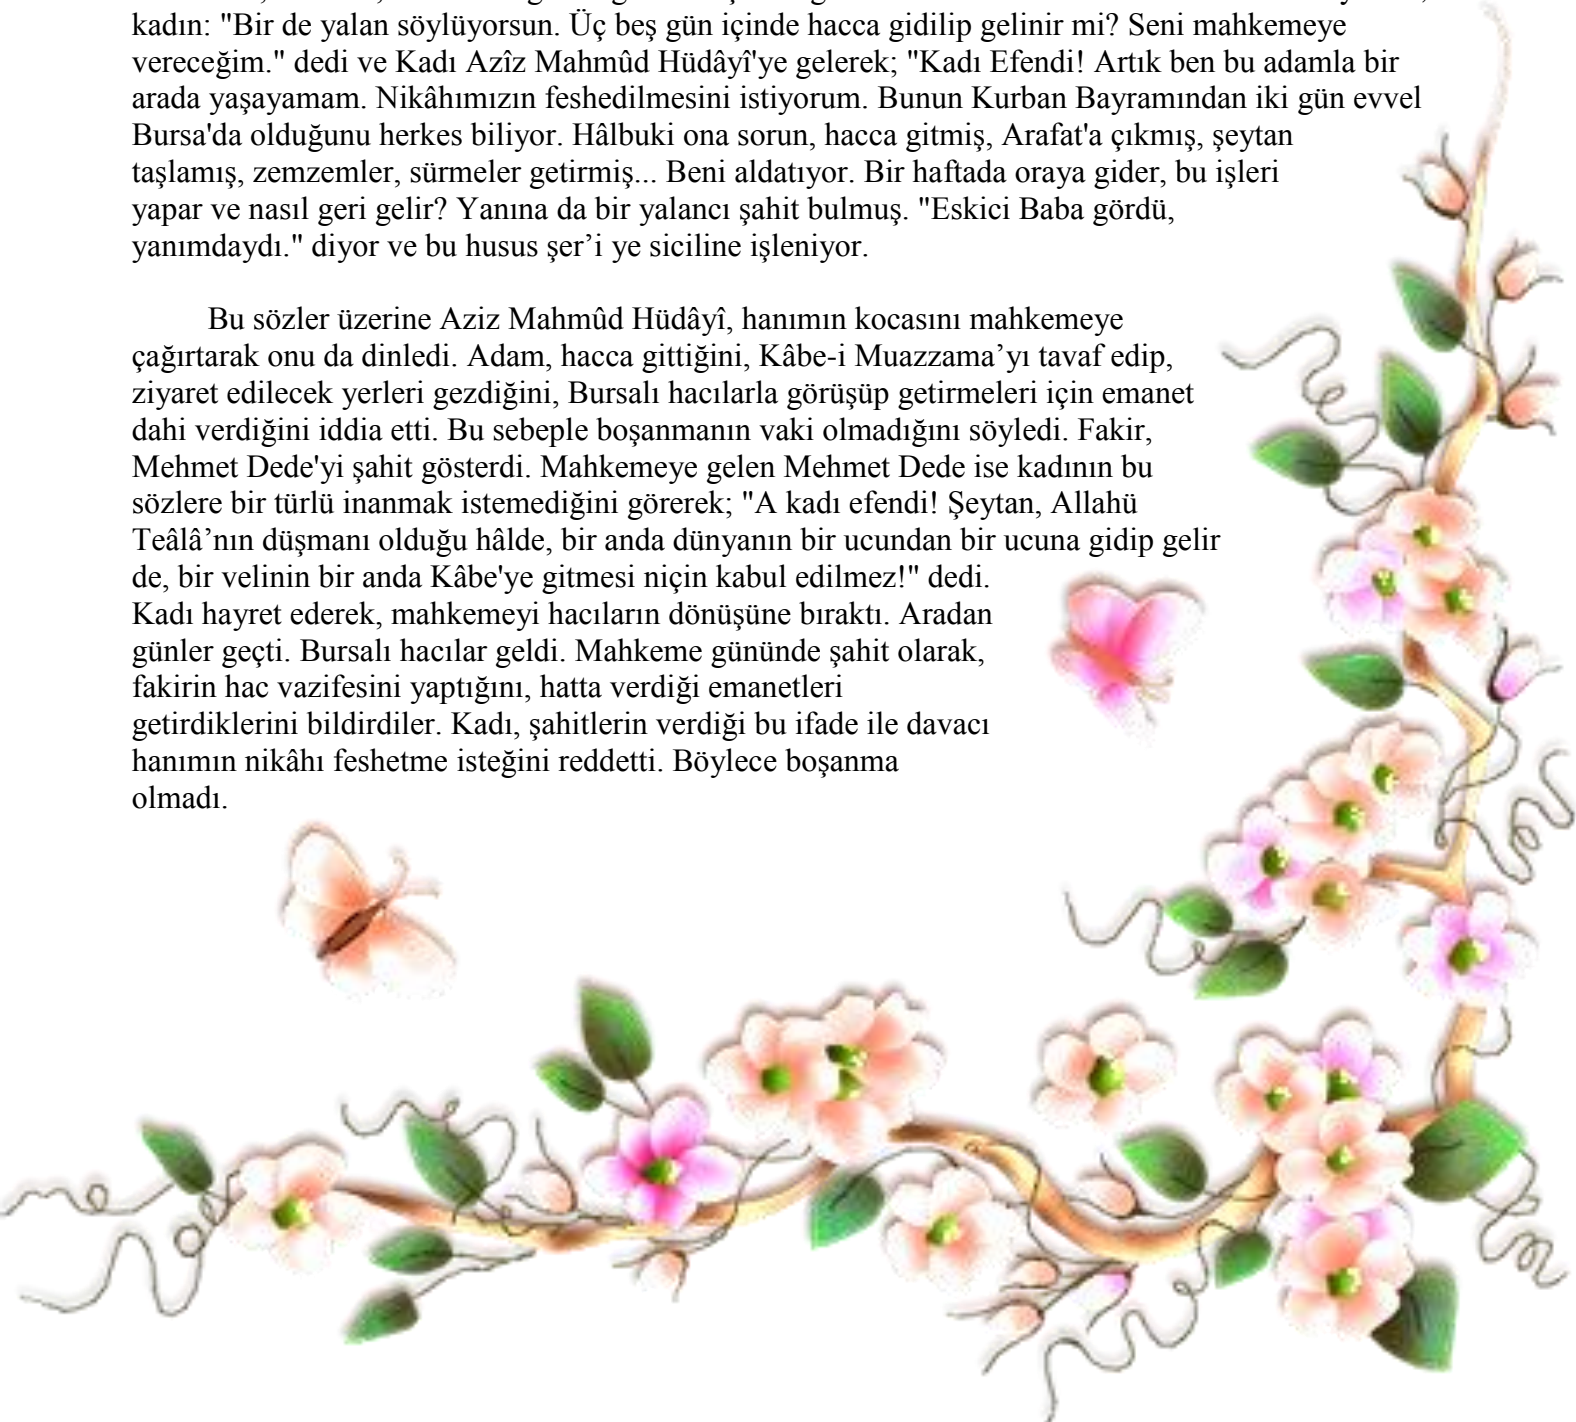 kadın: "Bir de yalan söylüyorsun. Üç beş gün içinde hacca gidilip gelinir mi? Seni mahkemeye
vereceğim." dedi ve Kadı Azîz Mahmûd Hüdâyî'ye gelerek; "Kadı Efendi! Artık ben bu adamla bir
arada yaşayamam. Nikâhımızın feshedilmesini istiyorum. Bunun Kurban Bayramından iki gün evvel
Bursa'da olduğunu herkes biliyor. Hâlbuki ona sorun, hacca gitmiş, Arafat'a çıkmış, şeytan
taşlamış, zemzemler, sürmeler getirmiş... Beni aldatıyor. Bir haftada oraya gider, bu işleri
yapar ve nasıl geri gelir? Yanına da bir yalancı şahit bulmuş. "Eskici Baba gördü,
yanımdaydı." diyor ve bu husus şer’i ye siciline işleniyor.
Bu sözler üzerine Aziz Mahmûd Hüdâyî, hanımın kocasını mahkemeye
çağırtarak onu da dinledi. Adam, hacca gittiğini, Kâbe-i Muazzama’yı tavaf edip,
ziyaret edilecek yerleri gezdiğini, Bursalı hacılarla görüşüp getirmeleri için emanet
dahi verdiğini iddia etti. Bu sebeple boşanmanın vaki olmadığını söyledi. Fakir,
Mehmet Dede'yi şahit gösterdi. Mahkemeye gelen Mehmet Dede ise kadının bu
sözlere bir türlü inanmak istemediğini görerek; "A kadı efendi! Şeytan, Allahü
Teâlâ’nın düşmanı olduğu hâlde, bir anda dünyanın bir ucundan bir ucuna gidip gelir
de, bir velinin bir anda Kâbe'ye gitmesi niçin kabul edilmez!" dedi.
Kadı hayret ederek, mahkemeyi hacıların dönüşüne bıraktı. Aradan
günler geçti. Bursalı hacılar geldi. Mahkeme gününde şahit olarak,
fakirin hac vazifesini yaptığını, hatta verdiği emanetleri
getirdiklerini bildirdiler. Kadı, şahitlerin verdiği bu ifade ile davacı
hanımın nikâhı feshetme isteğini reddetti. Böylece boşanma
olmadı.